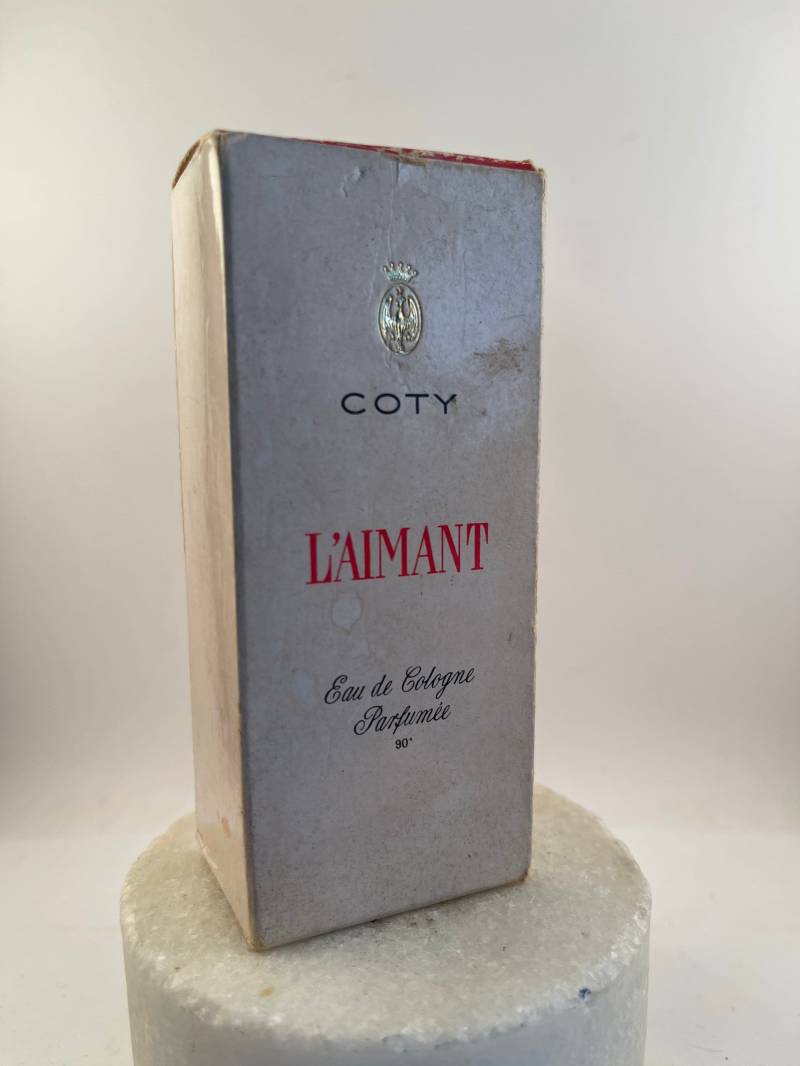 COTY
L'AIMANT
Eau de Cologne
Parfumée
90°